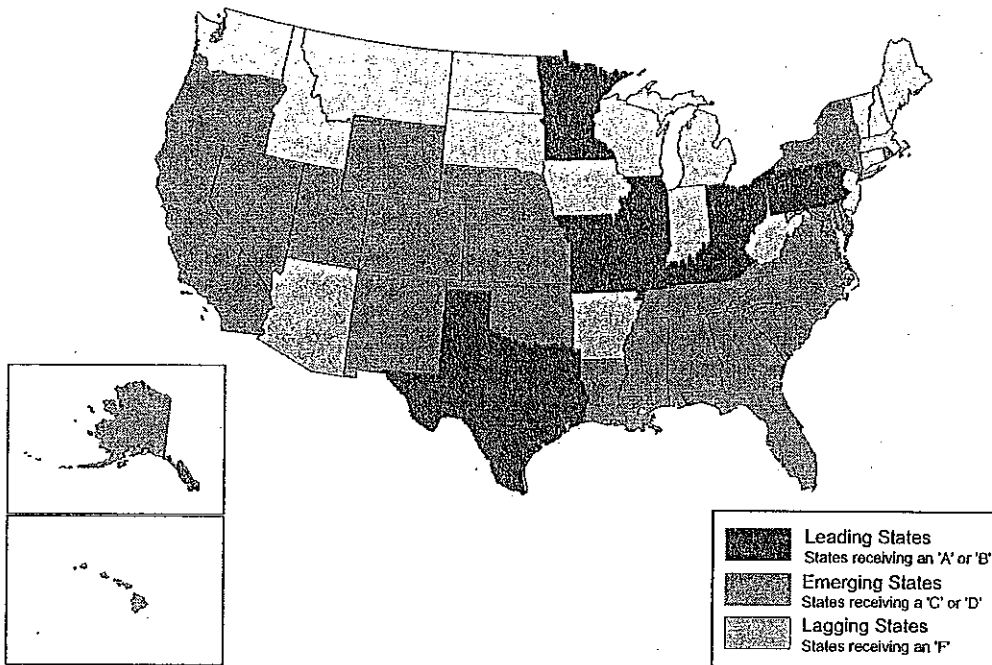 Leading States
States receiving an 'A' or 'B'
Emerging States
States receiving a 'C' or 'D'
Lagging States
States receiving an 'F'